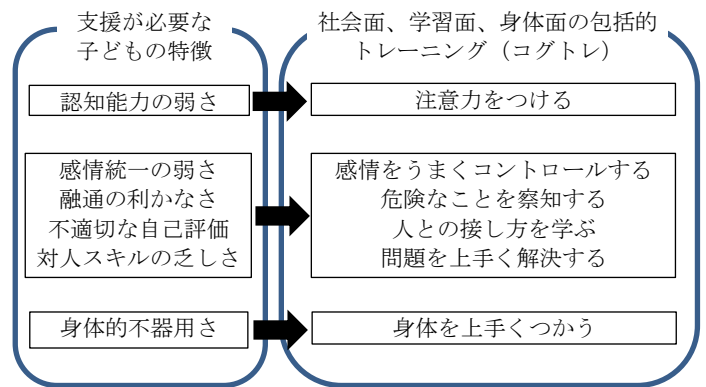 支援が必要な
子どもの特徴
社会面、学習面、身体面の包括的
トレーニング（コグトレ）
認知能力の弱さ
注意力をつける
感情統一の弱さ
融通の利かなさ
不適切な自己評価
対人スキルの乏しさ
感情をうまくコントロールする
危険なことを察知する
人との接し方を学ぶ
問題を上手く解決する
身体的不器用さ
身体を上手くつかう